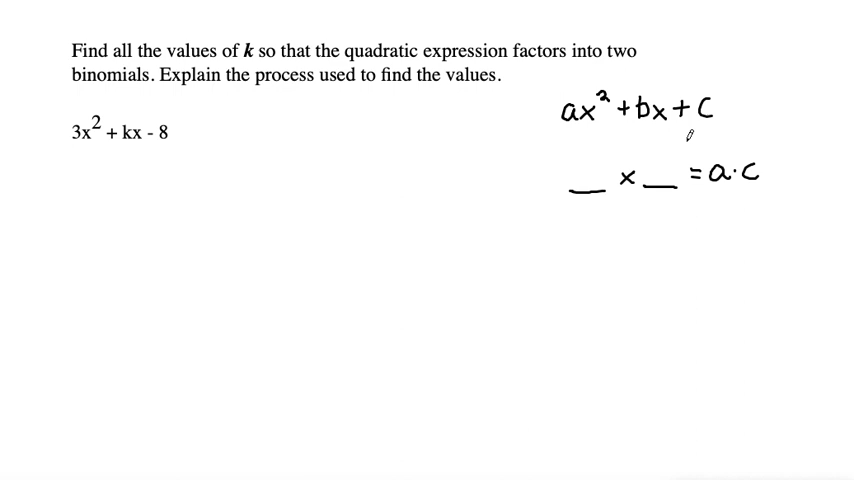 Find all the values of k so that the quadratic expression factors into two
binomials. Explain the process used to find the values.
ax² + bx + c
3x² + kx - 8
__ × __ = a·c